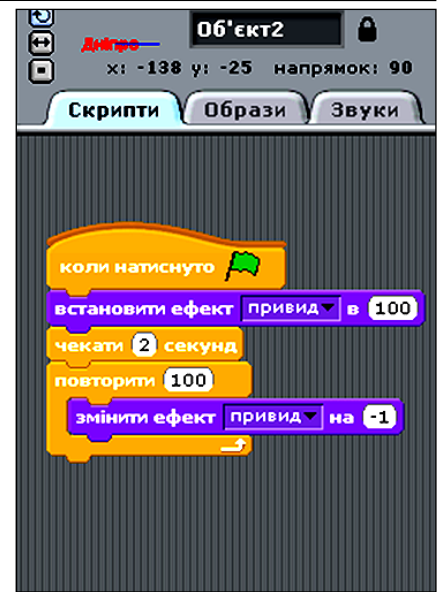 Об'єкт2
Дніпро
x: -138 y: -25 напрямок: 90
Скрипти Образи Звуки
коли натиснуто
встановити ефект привид в 100
чекати 2 секунд
повторити 100
змінити ефект привид на -1